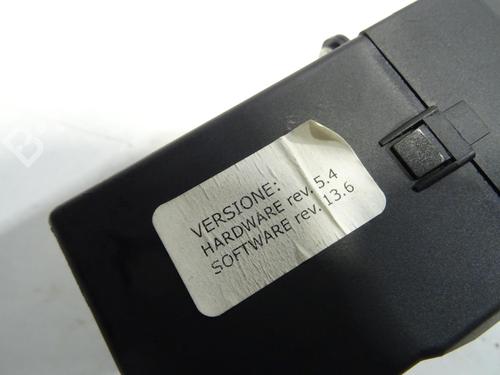 VERSIONE:
HARDWARE rev. 5.4
SOFTWARE rev. 13.6
B